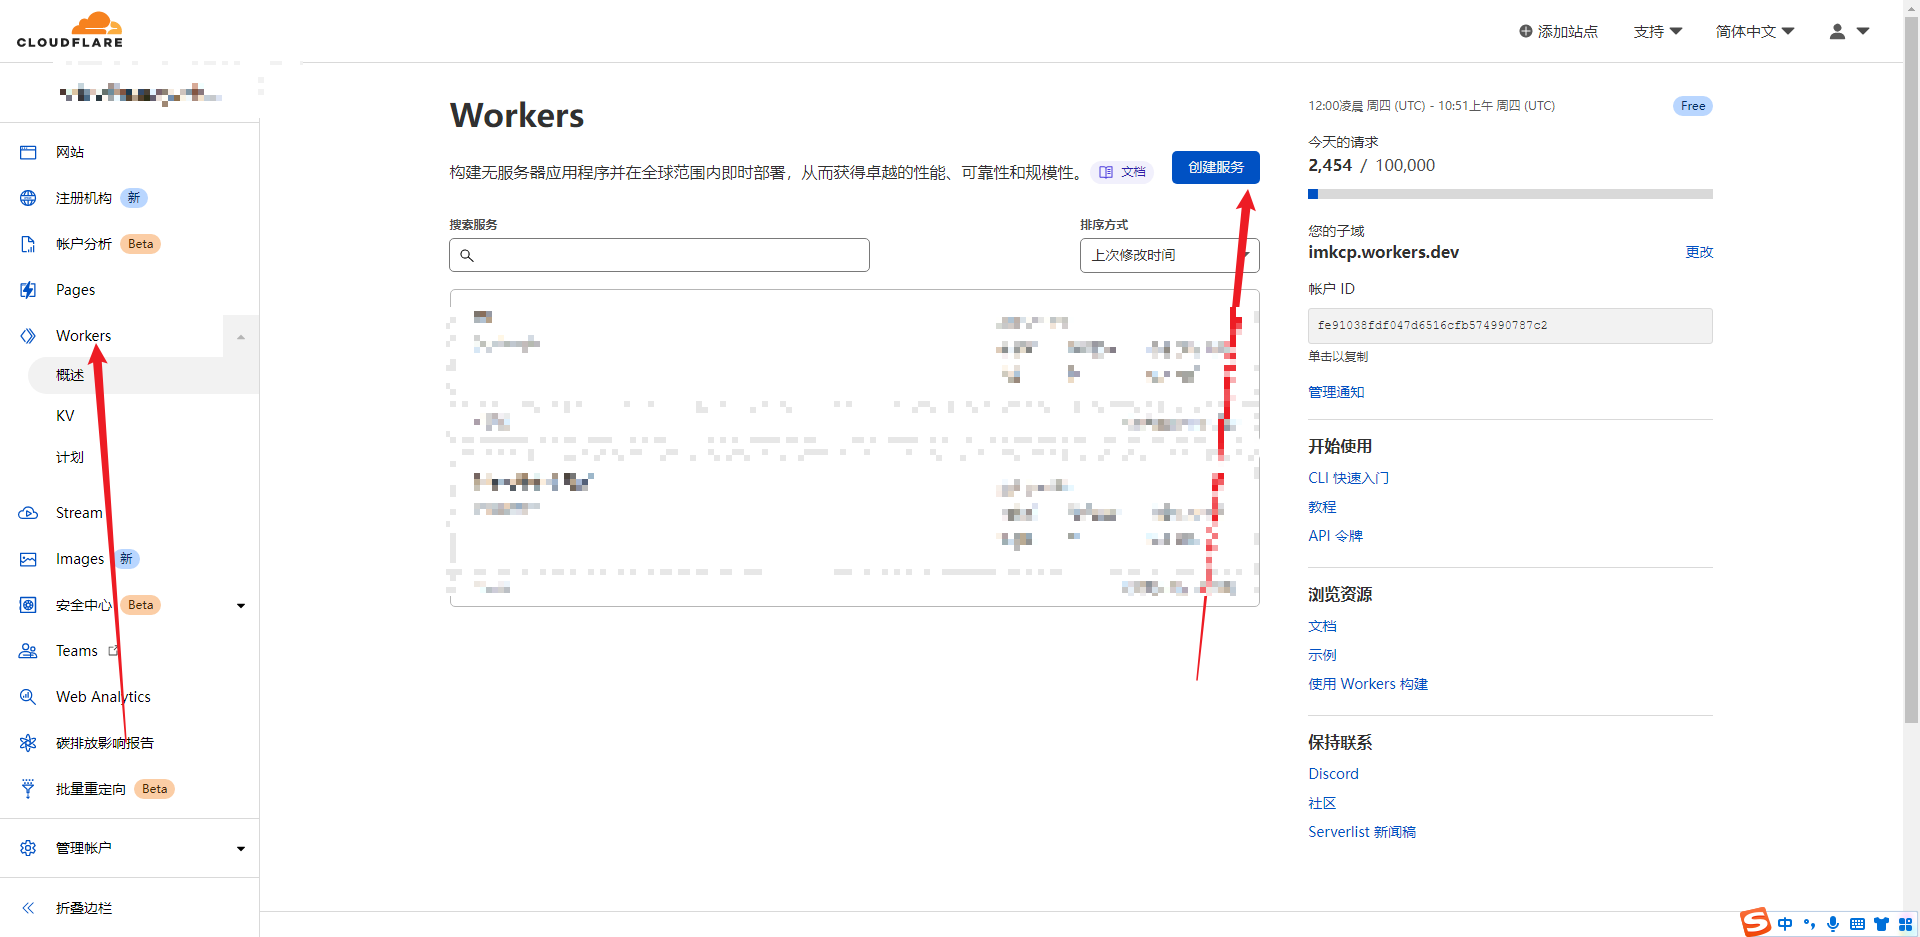 CLOUDFLARE
添加站点
支持
简体中文
网站
注册机构 新
帐户分析 Beta
Pages
Workers
概述
KV
计划
Stream
Images 新
安全中心 Beta
Teams
Web Analytics
碳排放影响报告
批量重定向 Beta
管理帐户
折叠边栏
Workers
构建无服务器应用程序并在全球范围内即时部署，从而获得卓越的性能、可靠性和规模性。 文档
创建服务
搜索服务
排序方式
上次修改时间
12:00凌晨 周四 (UTC) - 10:51上午 周四 (UTC)
Free
今天的请求
2,454 / 100,000
您的子域
imkcp.workers.dev
更改
帐户 ID
fe91038fdf047d6516cfb574990787c2
单击以复制
管理通知
开始使用
CLI 快速入门
教程
API 令牌
浏览资源
文档
示例
使用 Workers 构建
保持联系
Discord
社区
Serverlist 新闻稿
S 中